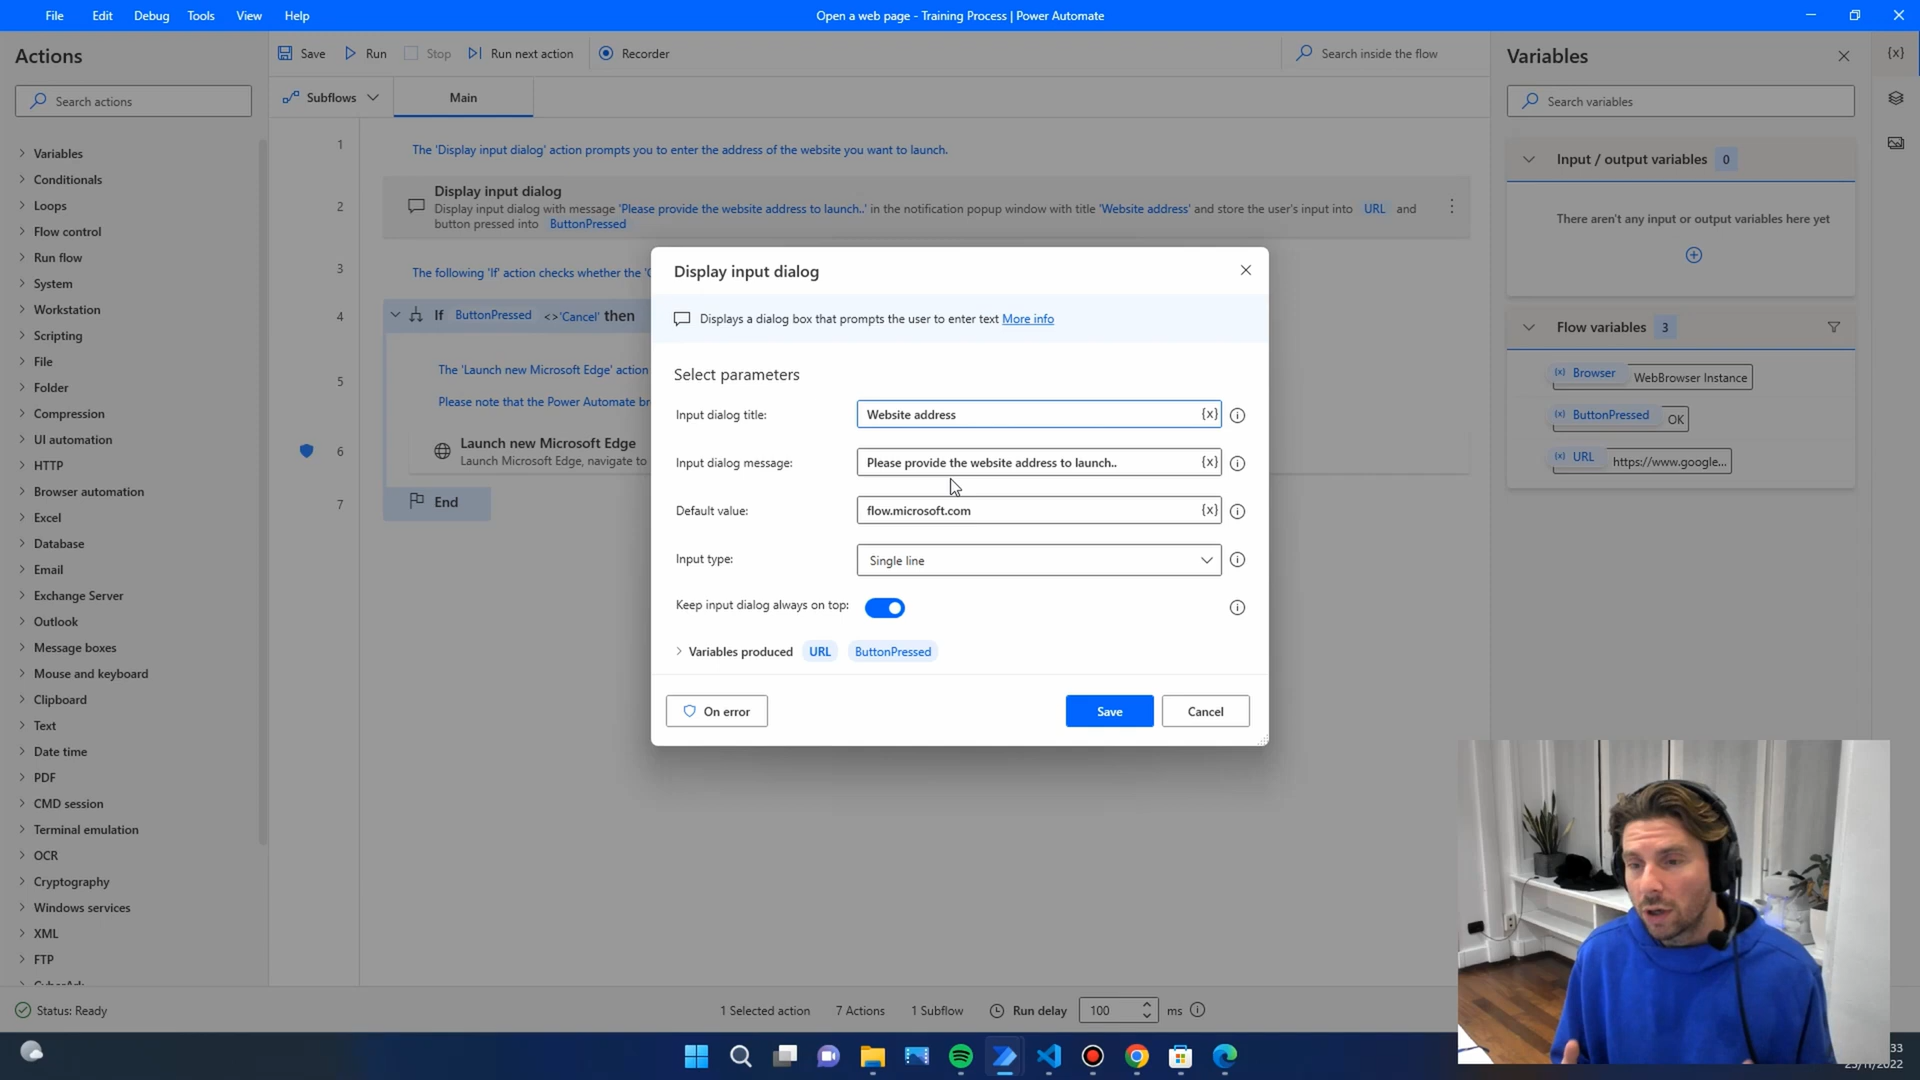 File Edit Debug Tools View Help
Open a web page - Training Process | Power Automate
Actions
Save Run Stop Run next action Recorder
Search inside the flow
Variables
{x}
Search actions
Subflows
Main
Search variables
Variables
Conditionals
Loops
Flow control
Run flow
System
Workstation
Scripting
File
Folder
Compression
UI automation
HTTP
Browser automation
Excel
Database
Email
Exchange Server
Outlook
Message boxes
Mouse and keyboard
Clipboard
Text
Date time
PDF
CMD session
Terminal emulation
OCR
Cryptography
Windows services
XML
FTP
CyberArk
1
The 'Display input dialog' action prompts you to enter the address of the website you want to launch.
2
Display input dialog
Display input dialog with message 'Please provide the website address to launch..' in the notification popup window with title 'Website address' and store the user's input into URL and
button pressed into ButtonPressed
3
The following 'If' action checks whether the
4
If ButtonPressed <> 'Cancel' then
5
The 'Launch new Microsoft Edge' action
Please note that the Power Automate
6
Launch new Microsoft Edge
Launch Microsoft Edge, navigate to
7
End
Display input dialog
Displays a dialog box that prompts the user to enter text More info
Select parameters
Input dialog title: Website address {x}
Input dialog message: Please provide the website address to launch.. {x}
Default value: flow.microsoft.com {x}
Input type: Single line
Keep input dialog always on top:
Variables produced URL ButtonPressed
On error
Save
Cancel
Input / output variables 0
There aren't any input or output variables here yet
Flow variables 3
{x} Browser WebBrowser Instance
{x} ButtonPressed OK
{x} URL https://www.google...
Status: Ready
1 Selected action 7 Actions 1 Subflow Run delay 100 ms
33
23/11/2022